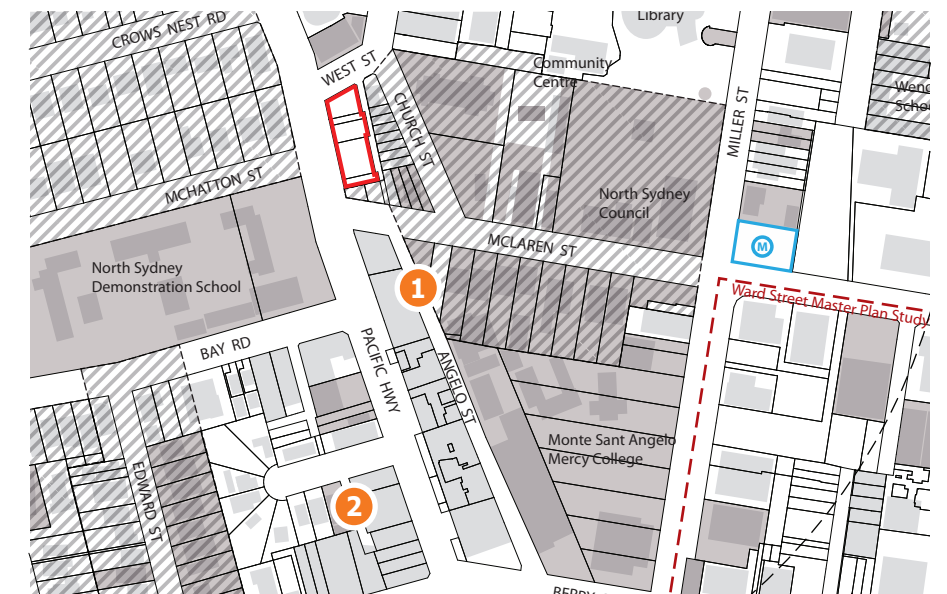 Library
CROWS NEST RD
WEST ST
Community
Centre
CHURCH ST
MILLER ST
MCHATTON ST
North Sydney
Council
MCLAREN ST
M
North Sydney
Demonstration School
1
Ward Street Master Plan Study
BAY RD
PACIFIC HWY
ANGELO ST
Monte Sant Angelo
Mercy College
EDWARD ST
2